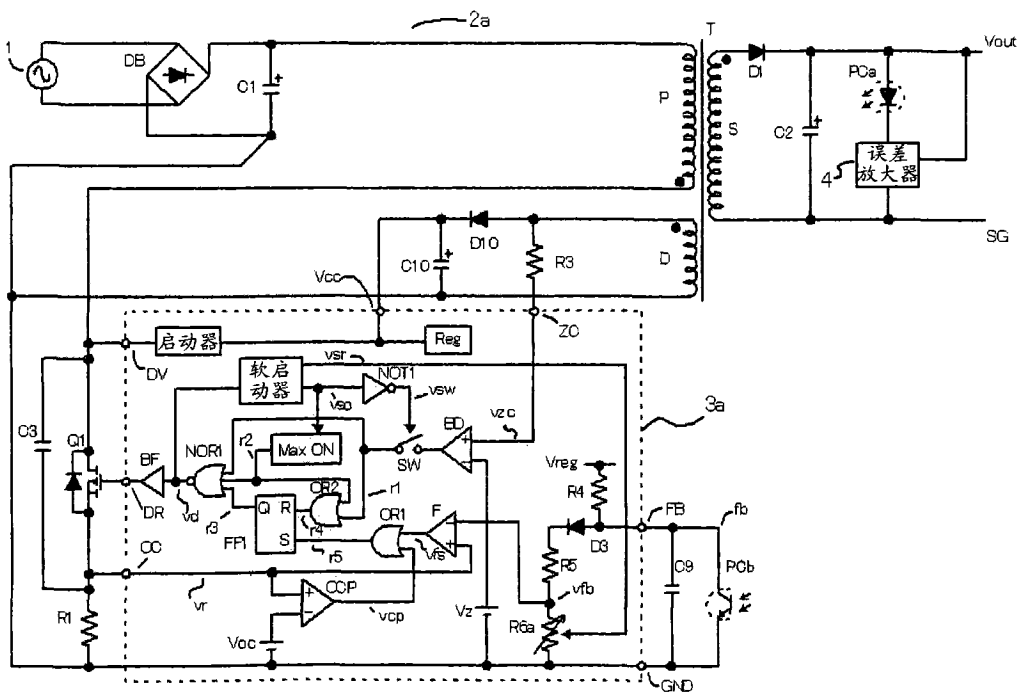 2a
T
1
DB
C1
P
S
D1
Vout
PCa
C2
误差
放大器
4
SG
D10
C10
R3
D
Vcc
ZC
启动器
Reg
DV
vsr
软启
动器
NOT1
vso
vsw
3a
C3
Q1
BF
NOR1
r2
Max ON
SW
BD
vzc
Vreg
R4
OR2
r1
DR
vd
r3
Q
R
S
FF1
r4
r5
OR1
F
vfs
D3
FB
fb
OC
vr
OCP
R5
vfb
C9
PCb
R1
Voc
vcp
Vz
R6a
GND